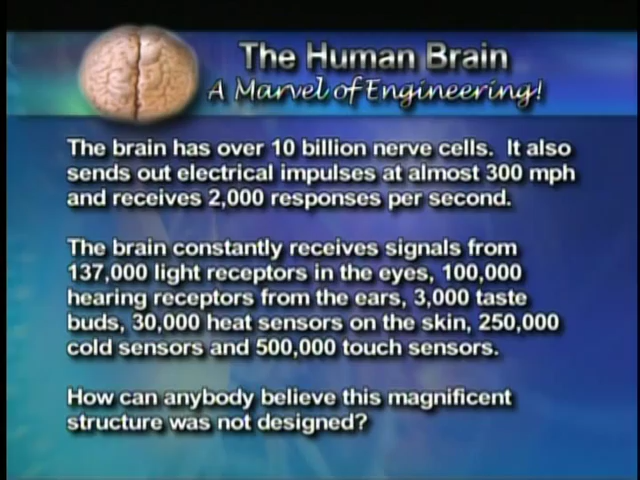 The Human Brain
A Marvel of Engineering!
The brain has over 10 billion nerve cells. It also
sends out electrical impulses at almost 300 mph
and receives 2,000 responses per second.
The brain constantly receives signals from
137,000 light receptors in the eyes, 100,000
hearing receptors from the ears, 3,000 taste
buds, 30,000 heat sensors on the skin, 250,000
cold sensors and 500,000 touch sensors.
How can anybody believe this magnificent
structure was not designed?